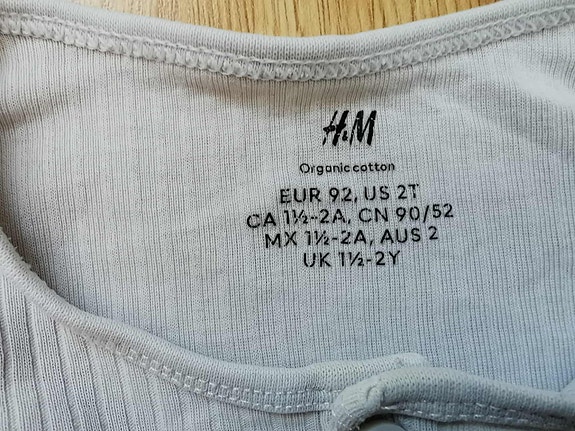 H&M
Organic cotton
EUR 92, US 2T
CA 1½-2A, CN 90/52
MX 1½-2A, AUS 2
UK 1½-2Y